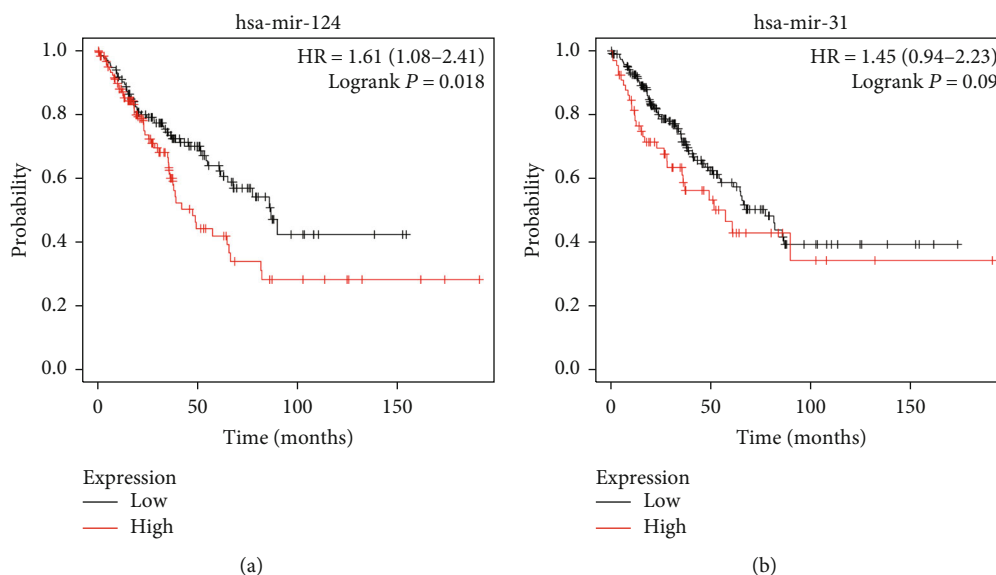 hsa-mir-124
HR = 1.61 (1.08–2.41)
Logrank P = 0.018
1.0
0.8
0.6
0.4
0.2
0.0
Probability
0 50 100 150
Time (months)
Expression
Low
High
(a)
hsa-mir-31
HR = 1.45 (0.94–2.23)
Logrank P = 0.09
1.0
0.8
0.6
0.4
0.2
0.0
Probability
0 50 100 150
Time (months)
Expression
Low
High
(b)